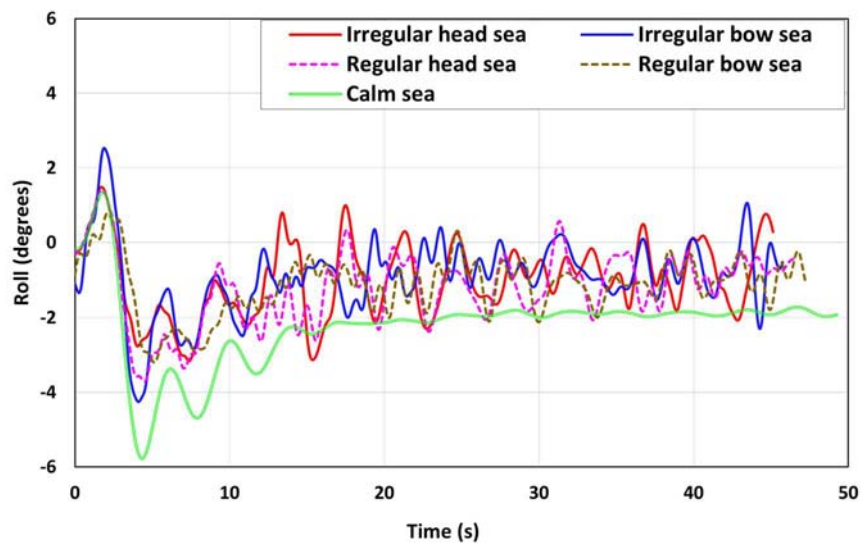 Irregular head sea Irregular bow sea
Regular head sea Regular bow sea
Calm sea
6
4
2
0
-2
-4
-6
Roll (degrees)
0 10 20 30 40 50
Time (s)